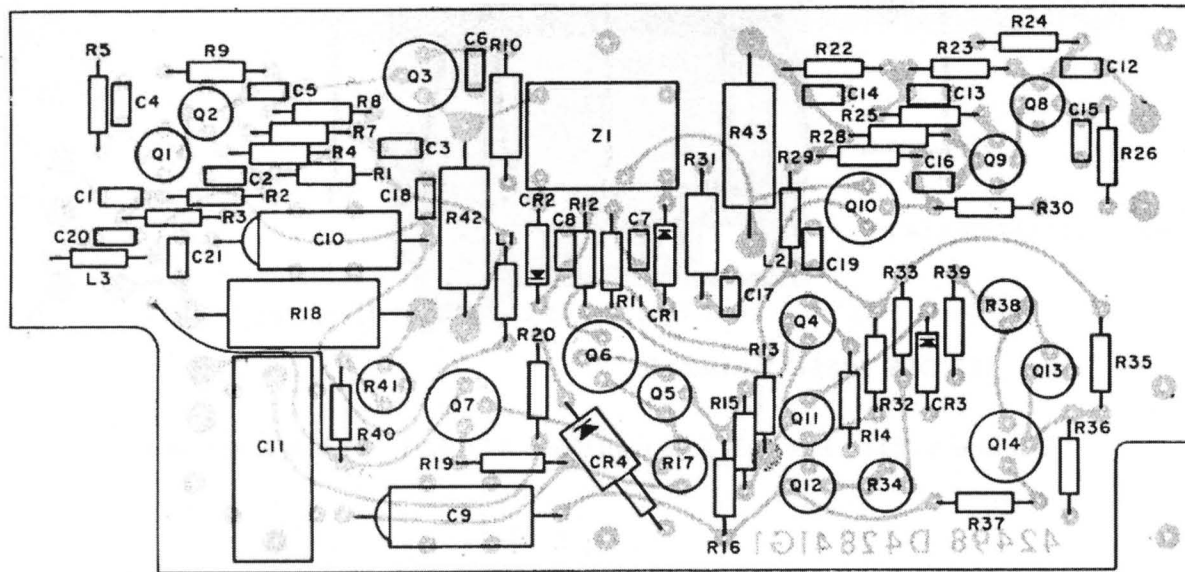 R5
R9
Q3
C6
R10
R24
R22
R23
C12
C4
Q2
C5
R8
R7
R4
C14
C13
Q8
R25
C15
Q1
C3
Z1
R43
R28
R26
C2
R1
C18
R42
R31
R29
C16
Q9
C1
R2
R3
CR2
R12
C8
C7
Q10
R30
C20
C21
C10
L1
L2
C19
L3
R11
CR1
C17
R33
R39
R38
R18
R20
Q6
R13
Q4
R35
R41
Q7
Q5
R15
R32
CR3
Q13
C11
R40
Q11
R14
Q14
R36
R19
CR4
R17
Q12
R34
C9
R16
R37
42498 D42841G1